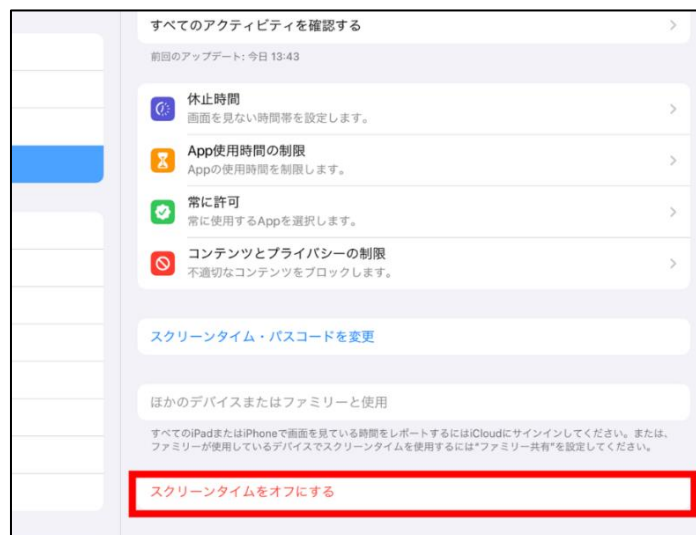 すべてのアクティビティを確認する
前回のアップデート: 今日 13:43
休止時間
画面を見ない時間帯を設定します。
App使用時間の制限
Appの使用時間を制限します。
常に許可
常に使用するAppを選択します。
コンテンツとプライバシーの制限
不適切なコンテンツをブロックします。
スクリーンタイム・パスコードを変更
ほかのデバイスまたはファミリーと使用
すべてのiPadまたはiPhoneで画面を見ている時間をレポートするにはiCloudにサインインしてください。または、
ファミリーが使用しているデバイスでスクリーンタイムを使用するには"ファミリー共有"を設定してください。
スクリーンタイムをオフにする